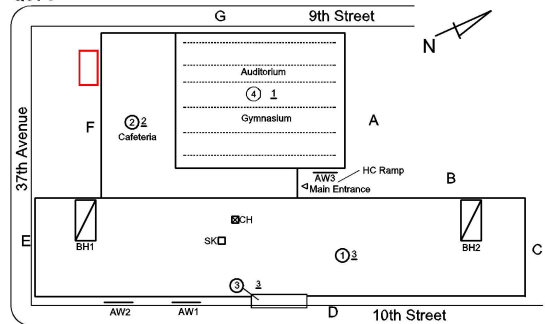 G 9th Street
N
37th Avenue
Auditorium
4 1
Gymnasium
2 2
Cafeteria
F
A
HC Ramp
AW3
Main Entrance
B
E
BH1
CH
SK
1 3
BH2
C
3 3
AW2
AW1
D
10th Street